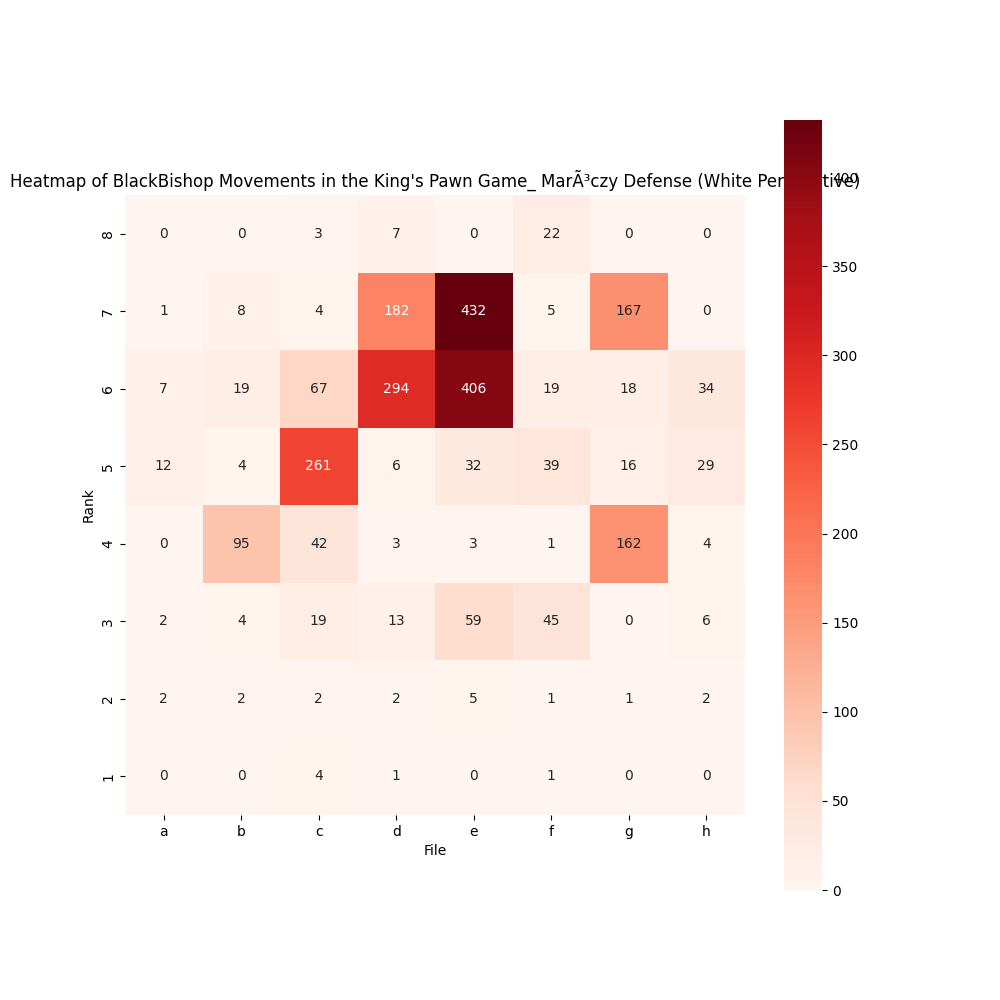 Heatmap of BlackBishop Movements in the King's Pawn Game_ MarÃ³czy Defense (White Perspective)
8 0 0 3 7 0 22 0 0
7 1 8 4 182 432 5 167 0
6 7 19 67 294 406 19 18 34
5 12 4 261 6 32 39 16 29
4 0 95 42 3 3 1 162 4
3 2 4 19 13 59 45 0 6
2 2 2 2 2 5 1 1 2
1 0 0 4 1 0 1 0 0
a b c d e f g h
File
Rank
400
350
300
250
200
150
100
50
0